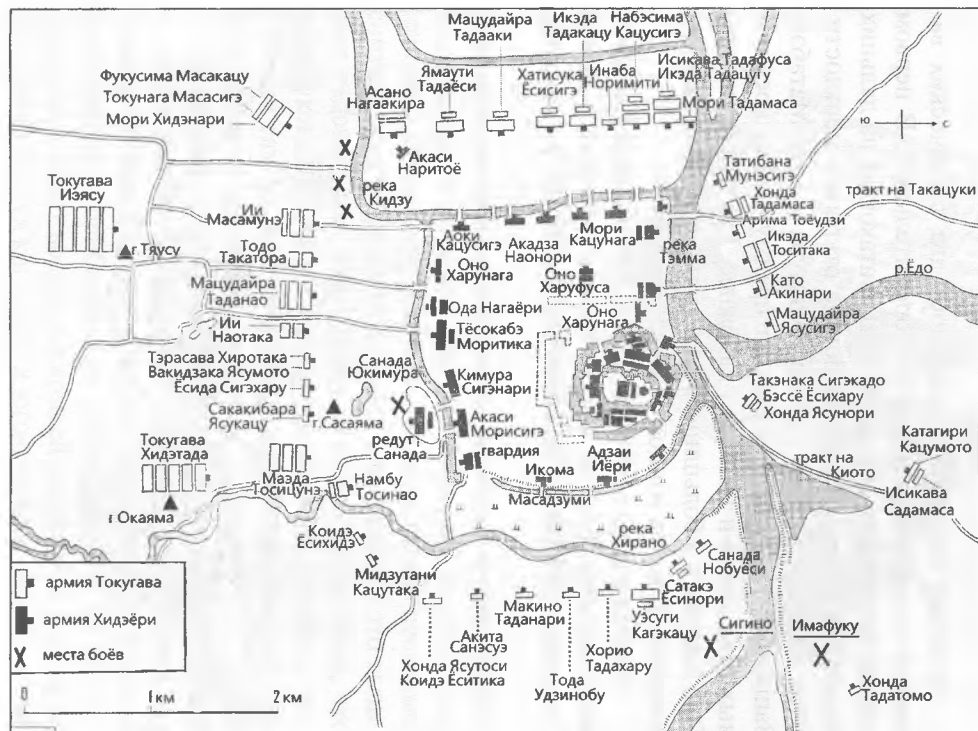 Мацудайра
Тадааки
Икэда
Тадакацу
Набэсима
Кацусигэ
Ямаути
Тадаёси
Хатисука
Ёсисигэ
Инаба
Норимити
Исикава Тадафуса
Икэда Тадацугу
Фукусима Масакацу
Токунага Масасигэ
Мори Хидэнари
Асано
Нагаакира
Мори Тадамаса
Акаси
Наритоё
ю
с
Татибана
Мунэсигэ
тракт на Такацуки
Токугава
Иэясу
река
Кидзу
Хонда
Тадамаса
Ии
Масамунэ
Аоки
Кацусигэ
Акадза
Наонори
Мори
Кацунага
Арима Тоёудзи
Икэда
Тоситака
г Тяусу
Тодо
Такатора
Оно
Харунага
Оно
Харуфуса
река
Тэмма
р.Ёдо
Мацудайра
Таданао
Ода Нагаёри
Оно
Харунага
Като
Акинари
Ии
Наотака
Тёсокабэ
Моритика
Мацудайра
Ясусигэ
Тэрасава Хиротака
Вакидзака Ясумото
Ёсида Сигэхару
Санада
Юкимура
Кимура
Сигэнари
Такэнака Сигэкадо
Бэссё Ёсихару
Хонда Ясунори
Сакакибара
Ясукацу
г.Сасаяма
Акаси
Морисигэ
редут
Санада
гвардия
Адзаи
Иёри
Катагири
Кацумото
Токугава
Хидэтада
Маэда
Тосицунэ
Намбу
Тосинао
Икома
Масадзуми
тракт на
Киото
Исикава
Садамаса
г Окаяма
Коидэ
Ёсихидэ
река
Хирано
Санада
Нобуёси
Мидзутани
Кацутака
Сатакэ
Ёсинори
армия Токугава
армия Хидэёри
места боёв
Акита
Санэсуэ
Макино
Таданари
Уэсуги
Кагэкацу
Сигино
Имафуку
Хонда Ясутоси
Коидэ Ёситика
Тода
Удзинобу
Хорио
Тадахару
Хонда
Тадатомо
0
1 км
2 км